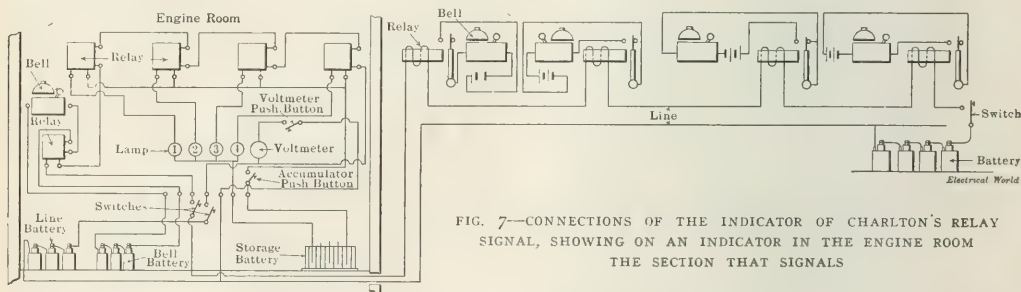 Engine Room
Relay
Bell
Relay
Bell
Relay
Voltmeter
Push Button
Lamp
1
2
3
4
Voltmeter
Accumulator
Push Button
Switches
Line
Battery
Bell
Battery
Storage
Battery
Line
Switch
Battery
Electrical World
FIG. 7—CONNECTIONS OF THE INDICATOR OF CHARLTON'S RELAY
SIGNAL, SHOWING ON AN INDICATOR IN THE ENGINE ROOM
THE SECTION THAT SIGNALS